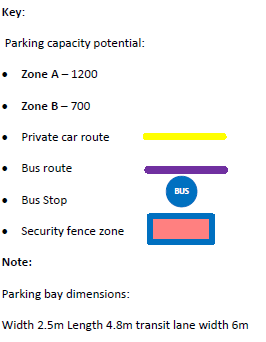 Key:
Parking capacity potential:
• Zone A – 1200
• Zone B – 700
• Private car route
• Bus route
BUS
• Bus Stop
• Security fence zone
Note:
Parking bay dimensions:
Width 2.5m Length 4.8m transit lane width 6m